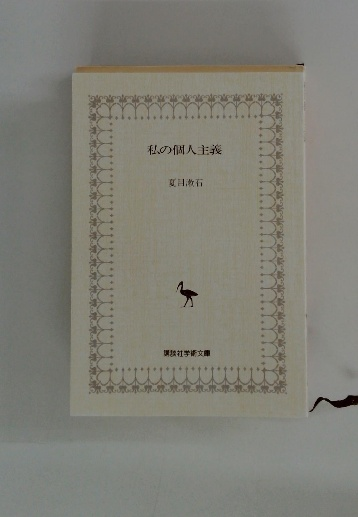 私の個人主義
夏目漱石
講談社学術文庫